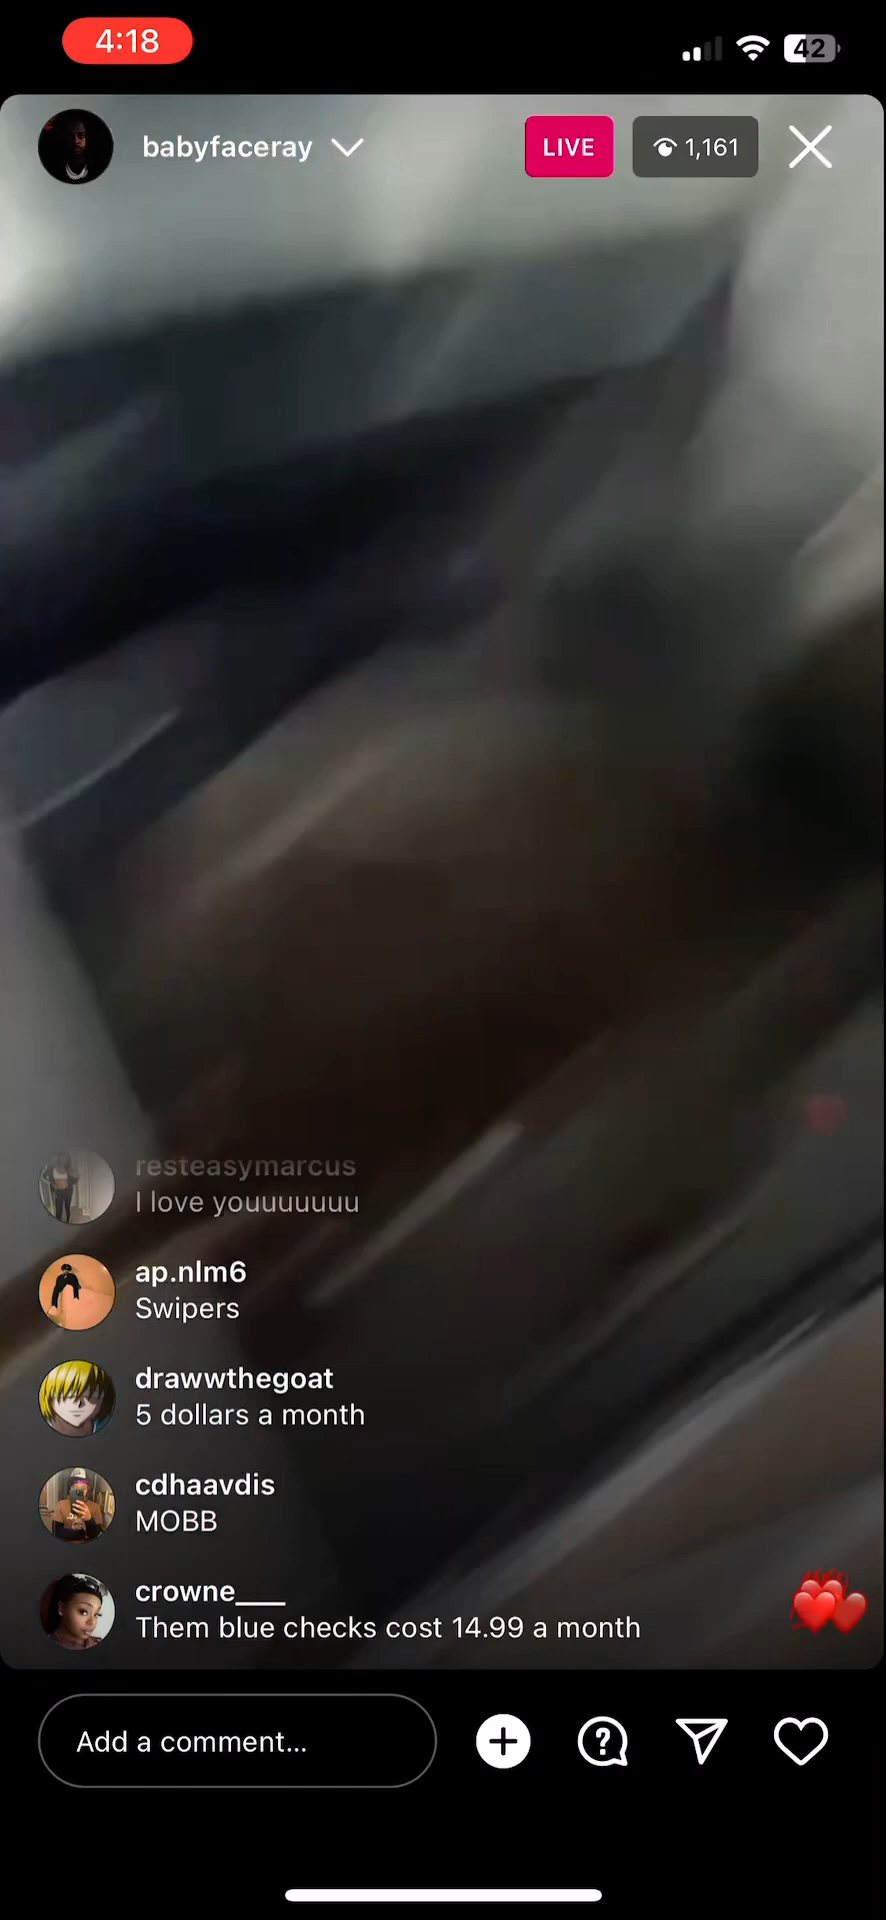 4:18
42
babyfaceray
LIVE
1,161
resteasymarcus
I love youuuuuuu
ap.nlm6
Swipers
drawwthegoat
5 dollars a month
cdhaavdis
MOBB
crowne___
Them blue checks cost 14.99 a month
Add a comment...